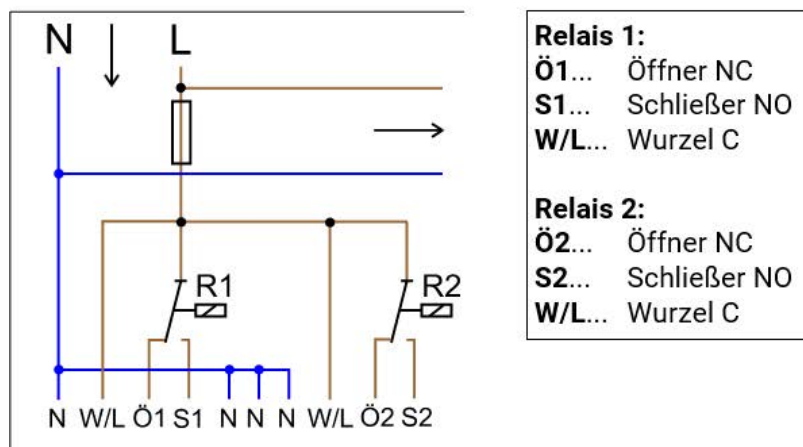 N L
R1 R2
N W/L Ö1 S1 N N N W/L Ö2 S2
Relais 1:
Ö1... Öffner NC
S1... Schließer NO
W/L... Wurzel C
Relais 2:
Ö2... Öffner NC
S2... Schließer NO
W/L... Wurzel C